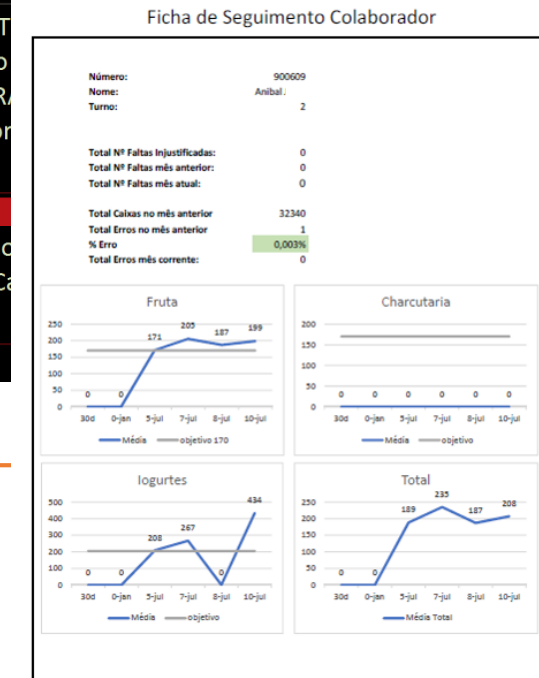 Ficha de Seguimento Colaborador
Número: 900609
Nome: Anibal.
Turno: 2
Total Nº Faltas Injustificadas: 0
Total Nº Faltas mês anterior: 0
Total Nº Faltas mês atual: 0
Total Caixas no mês anterior 32340
Total Erros no mês anterior 1
% Erro 0,003%
Total Erros mês corrente: 0
Fruta
250
200
150
100
50
0
0 0 171 205 187 199
30d 0-jan 5-jul 7-jul 8-jul 10-jul
Média objetivo 170
Charcutaria
200
150
100
50
0
0 0 0 0 0 0
30d 0-jan 5-jul 7-jul 8-jul 10-jul
Média objetivo
Iogurtes
500
400
300
200
100
0
0 0 208 267 0 434
30d 0-jan 5-jul 7-jul 8-jul 10-jul
Média objetivo
Total
250
200
150
100
50
0
0 0 189 235 187 208
30d 0-jan 5-jul 7-jul 8-jul 10-jul
Média Total